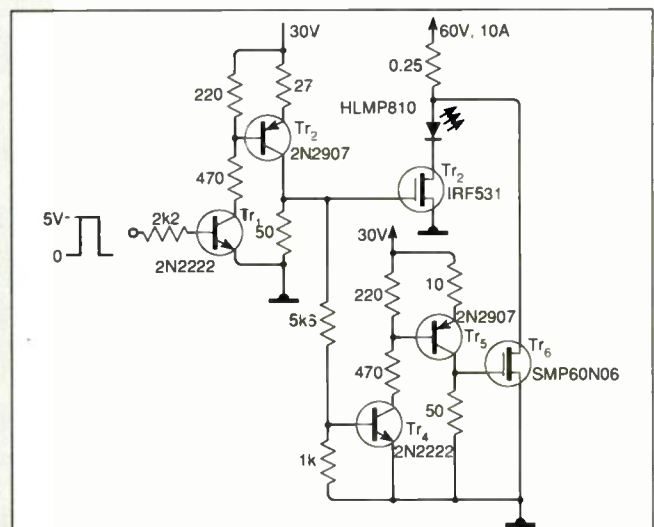 30V
60V, 10A
0.25
220
27
HLMP810
Tr2
2N2907
470
Tr2
IRF531
5V
2k2
Tr1
50
0
2N2222
30V
220
10
5k6
2N2907
Tr5
Tr6
470
SMP60N06
50
Tr4
1k
2N2222